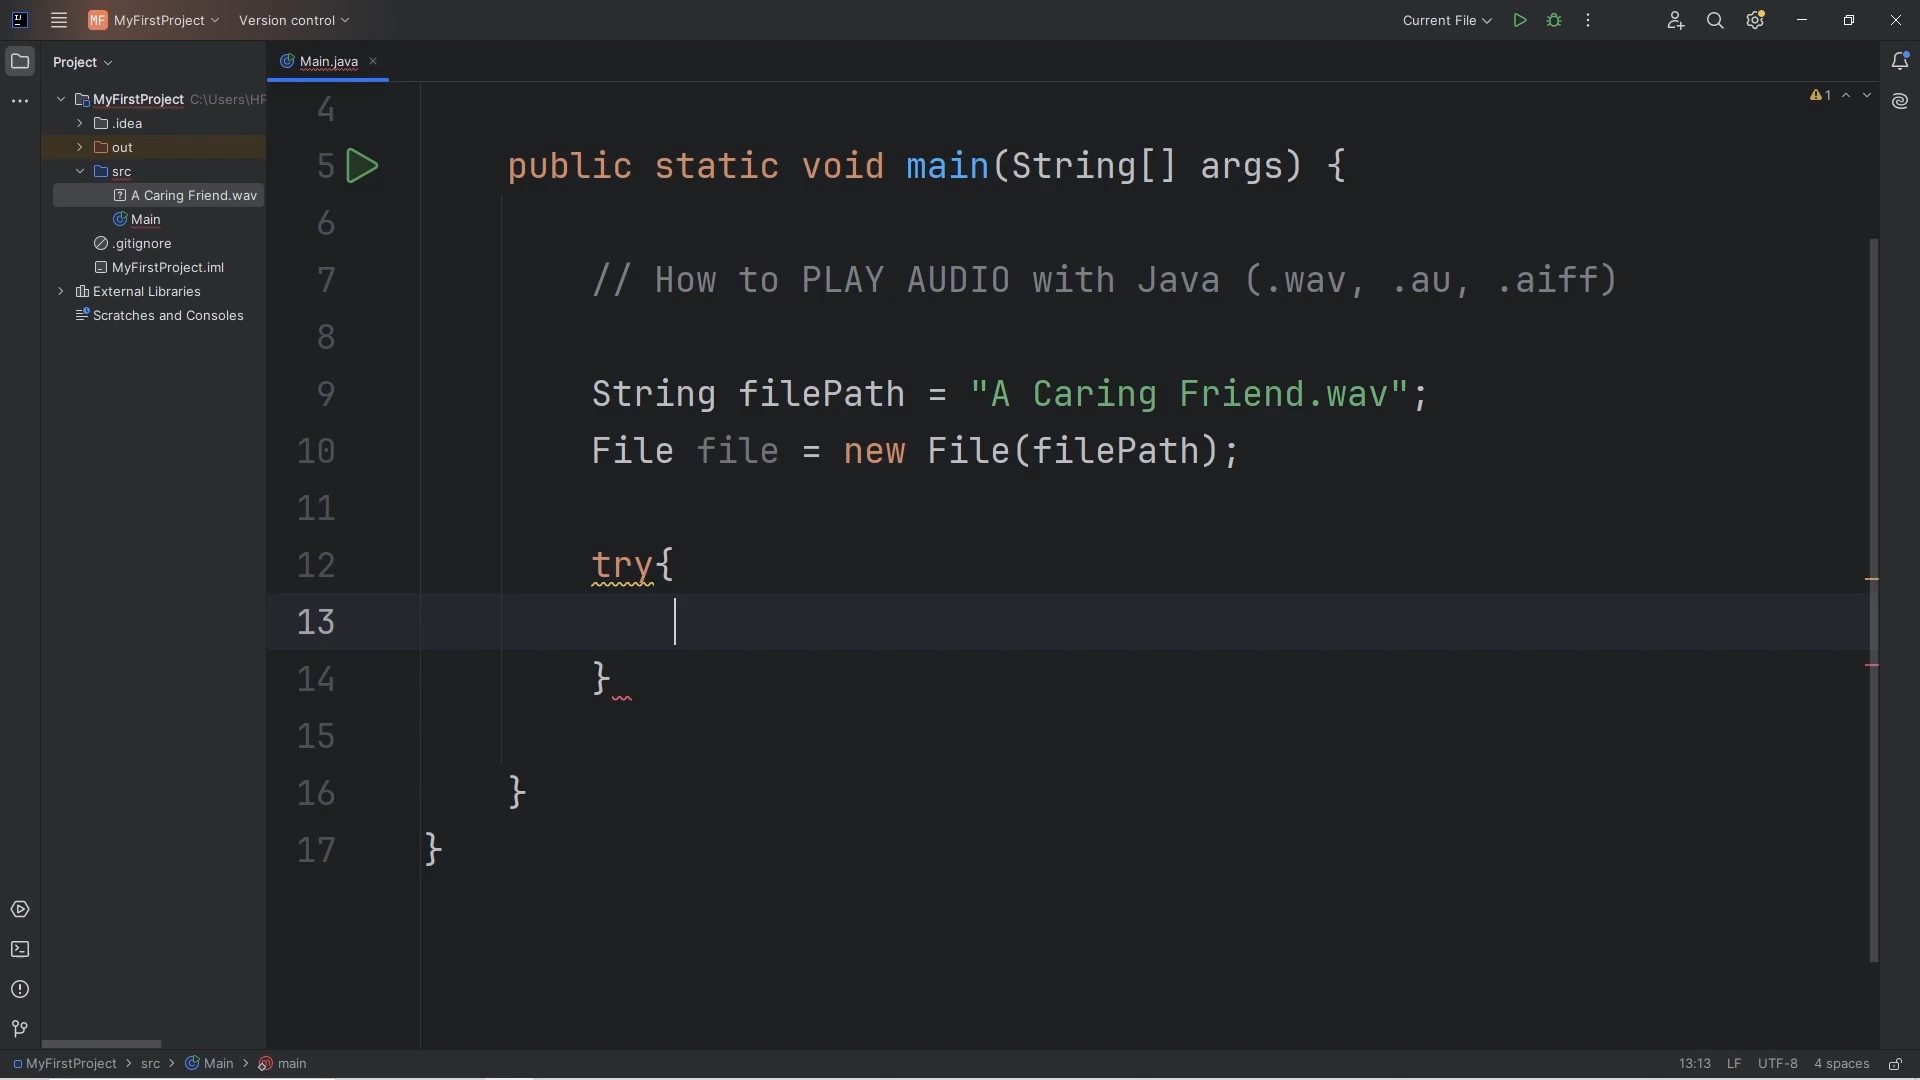 MF MyFirstProject Version control Current File
Project Main.java
MyFirstProject C:\Users\HP
.idea
out
src
A Caring Friend.wav
Main
.gitignore
MyFirstProject.iml
External Libraries
Scratches and Consoles
1
4
5 public static void main(String[] args) {
6
7 // How to PLAY AUDIO with Java (.wav, .au, .aiff)
8
9 String filePath = "A Caring Friend.wav";
10 File file = new File(filePath);
11
12 try{
13
14 }
15
16 }
17 }
MyFirstProject > src > Main > main 13:13 LF UTF-8 4 spaces